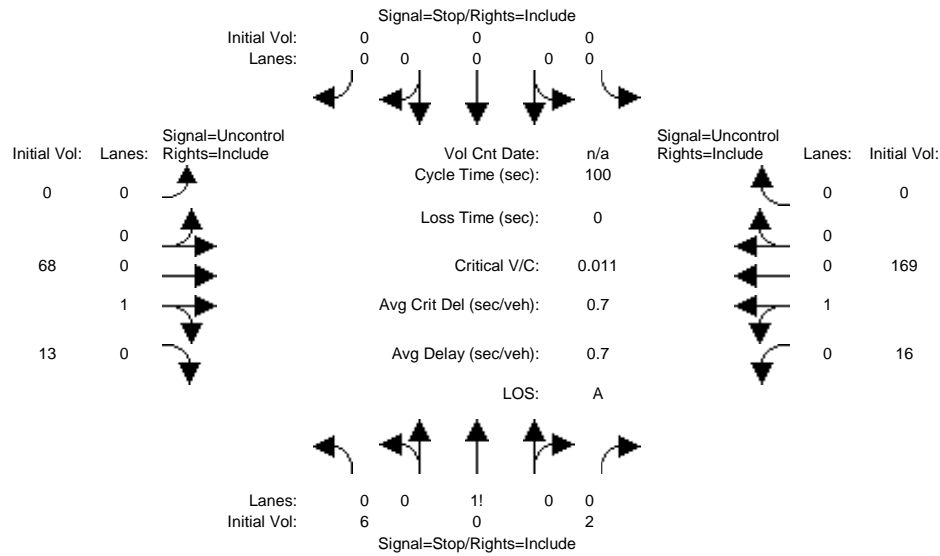 Signal=Stop/Rights=Include
Initial Vol: 0 0 0
Lanes: 0 0 0 0 0
Signal=Uncontrol
Initial Vol: Lanes: Rights=Include
0 0
0
68 0
1
13 0
Vol Cnt Date: n/a
Cycle Time (sec): 100
Loss Time (sec): 0
Critical V/C: 0.011
Avg Crit Del (sec/veh): 0.7
Avg Delay (sec/veh): 0.7
LOS: A
Signal=Uncontrol
Rights=Include Lanes: Initial Vol:
0 0
0
0 169
1
0 16
Lanes: 0 0 1! 0 0
Initial Vol: 6 0 2
Signal=Stop/Rights=Include